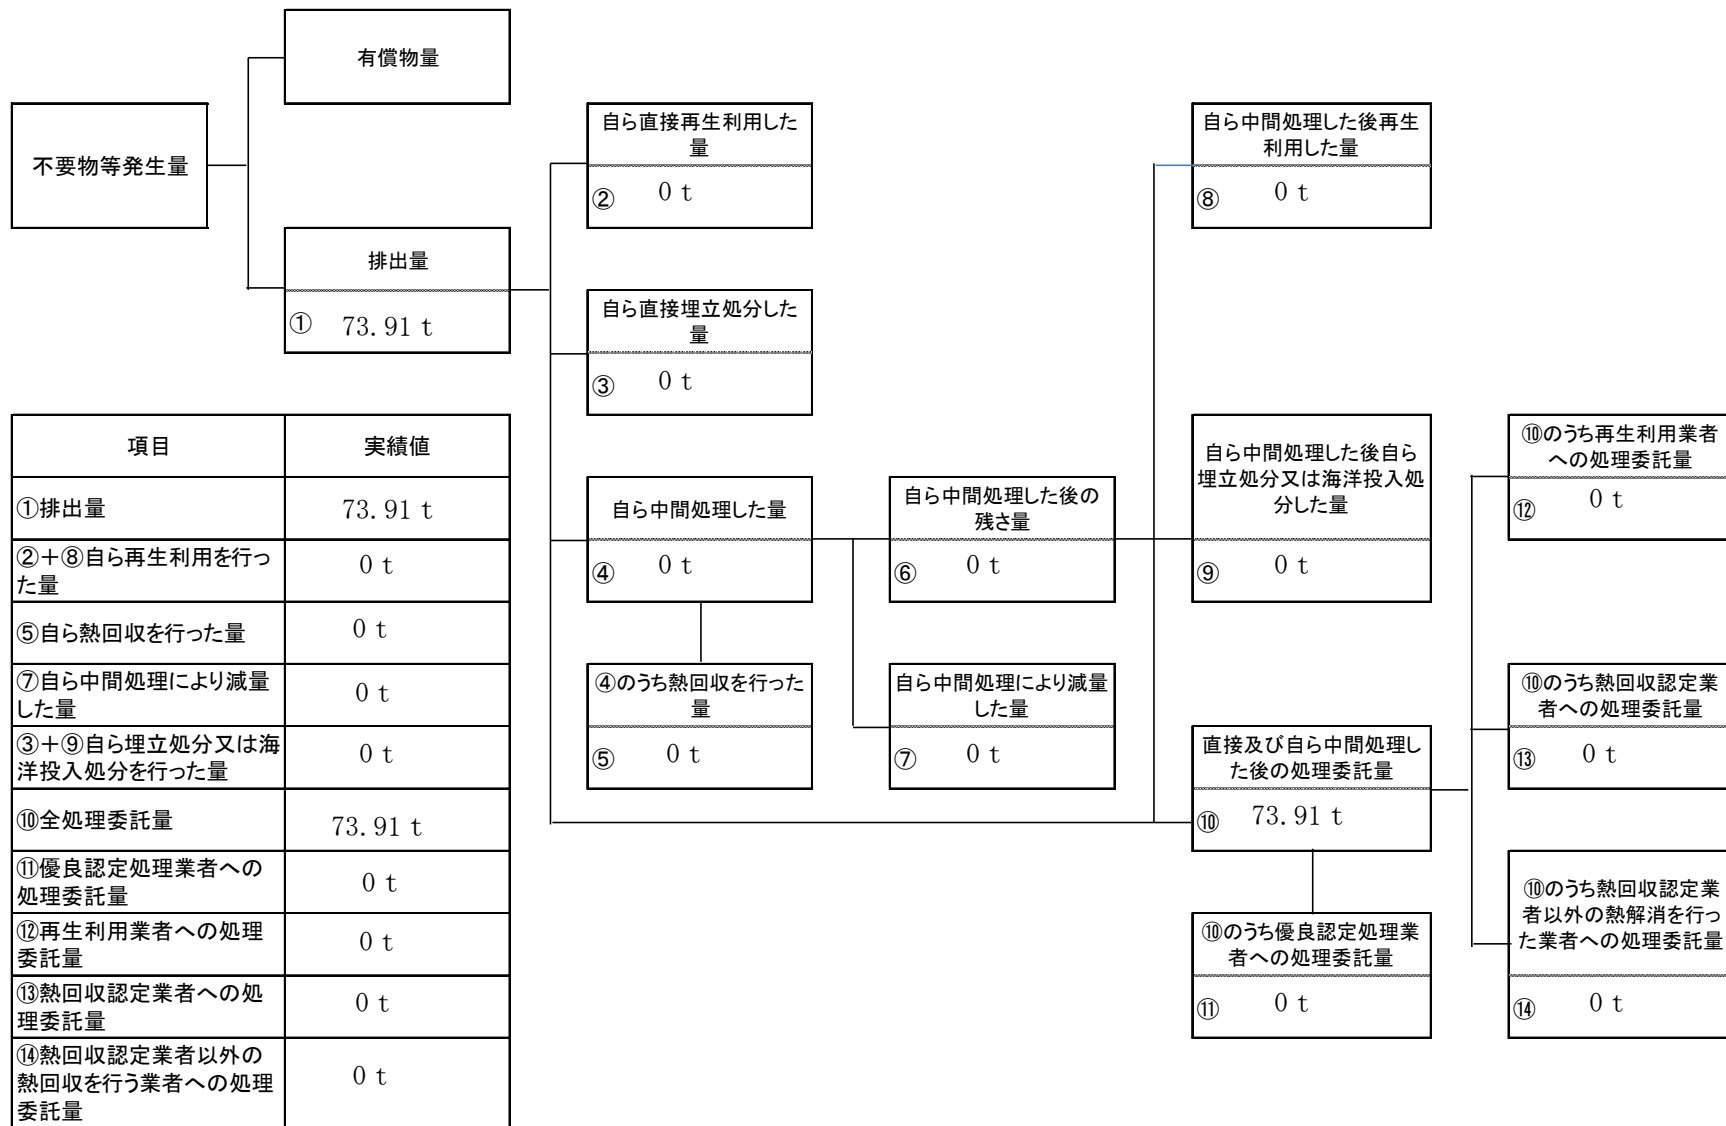 有償物量
不要物等発生量
排出量
① 73.91 t
自ら直接再生利用した
量
② 0 t
自ら直接埋立処分した
量
③ 0 t
自ら中間処理した量
④ 0 t
④のうち熱回収を行った
量
⑤ 0 t
自ら中間処理した後の
残さ量
⑥ 0 t
自ら中間処理により減量
した量
⑦ 0 t
自ら中間処理した後再生
利用した量
⑧ 0 t
自ら中間処理した後自ら
埋立処分又は海洋投入処
分した量
⑨ 0 t
直接及び自ら中間処理し
た後の処理委託量
⑩ 73.91 t
⑩のうち優良認定処理業
者への処理委託量
⑪ 0 t
⑩のうち再生利用業者
への処理委託量
⑫ 0 t
⑩のうち熱回収認定業
者への処理委託量
⑬ 0 t
⑩のうち熱回収認定業
者以外の熱解消を行っ
た業者への処理委託量
⑭ 0 t
項目 実績値
①排出量 73.91 t
②+⑧自ら再生利用を行っ
た量 0 t
⑤自ら熱回収を行った量 0 t
⑦自ら中間処理により減量
した量 0 t
③+⑨自ら埋立処分又は海
洋投入処分を行った量 0 t
⑩全処理委託量 73.91 t
⑪優良認定処理業者への
処理委託量 0 t
⑫再生利用業者への処理
委託量 0 t
⑬熱回収認定業者への処
理委託量 0 t
⑭熱回収認定業者以外の
熱回収を行う業者への処理
委託量 0 t